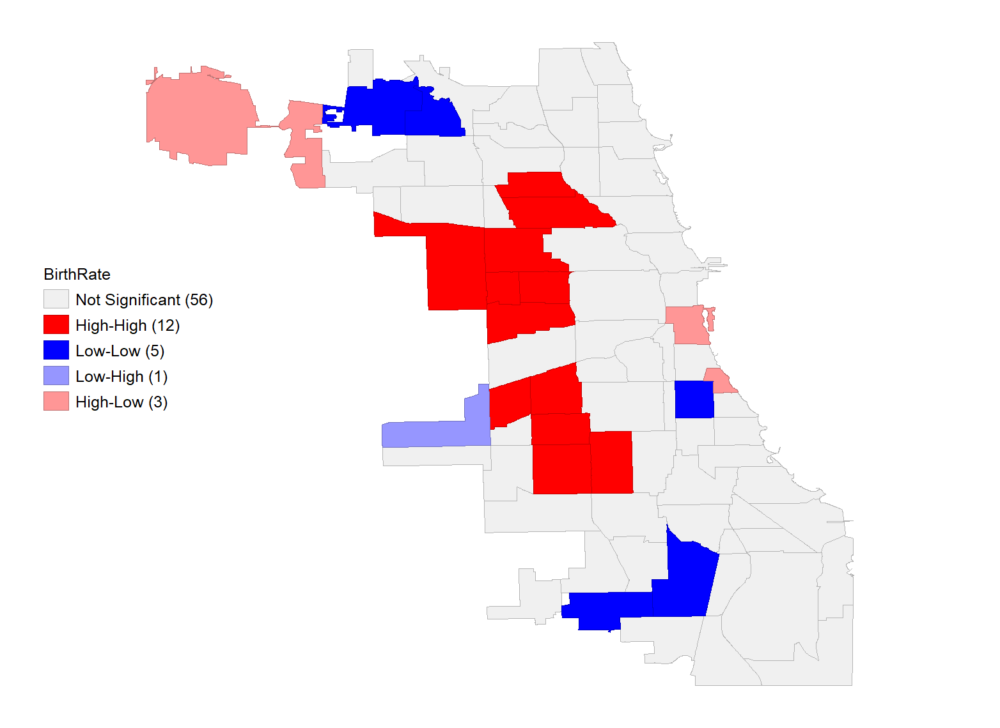 BirthRate
Not Significant (56)
High-High (12)
Low-Low (5)
Low-High (1)
High-Low (3)